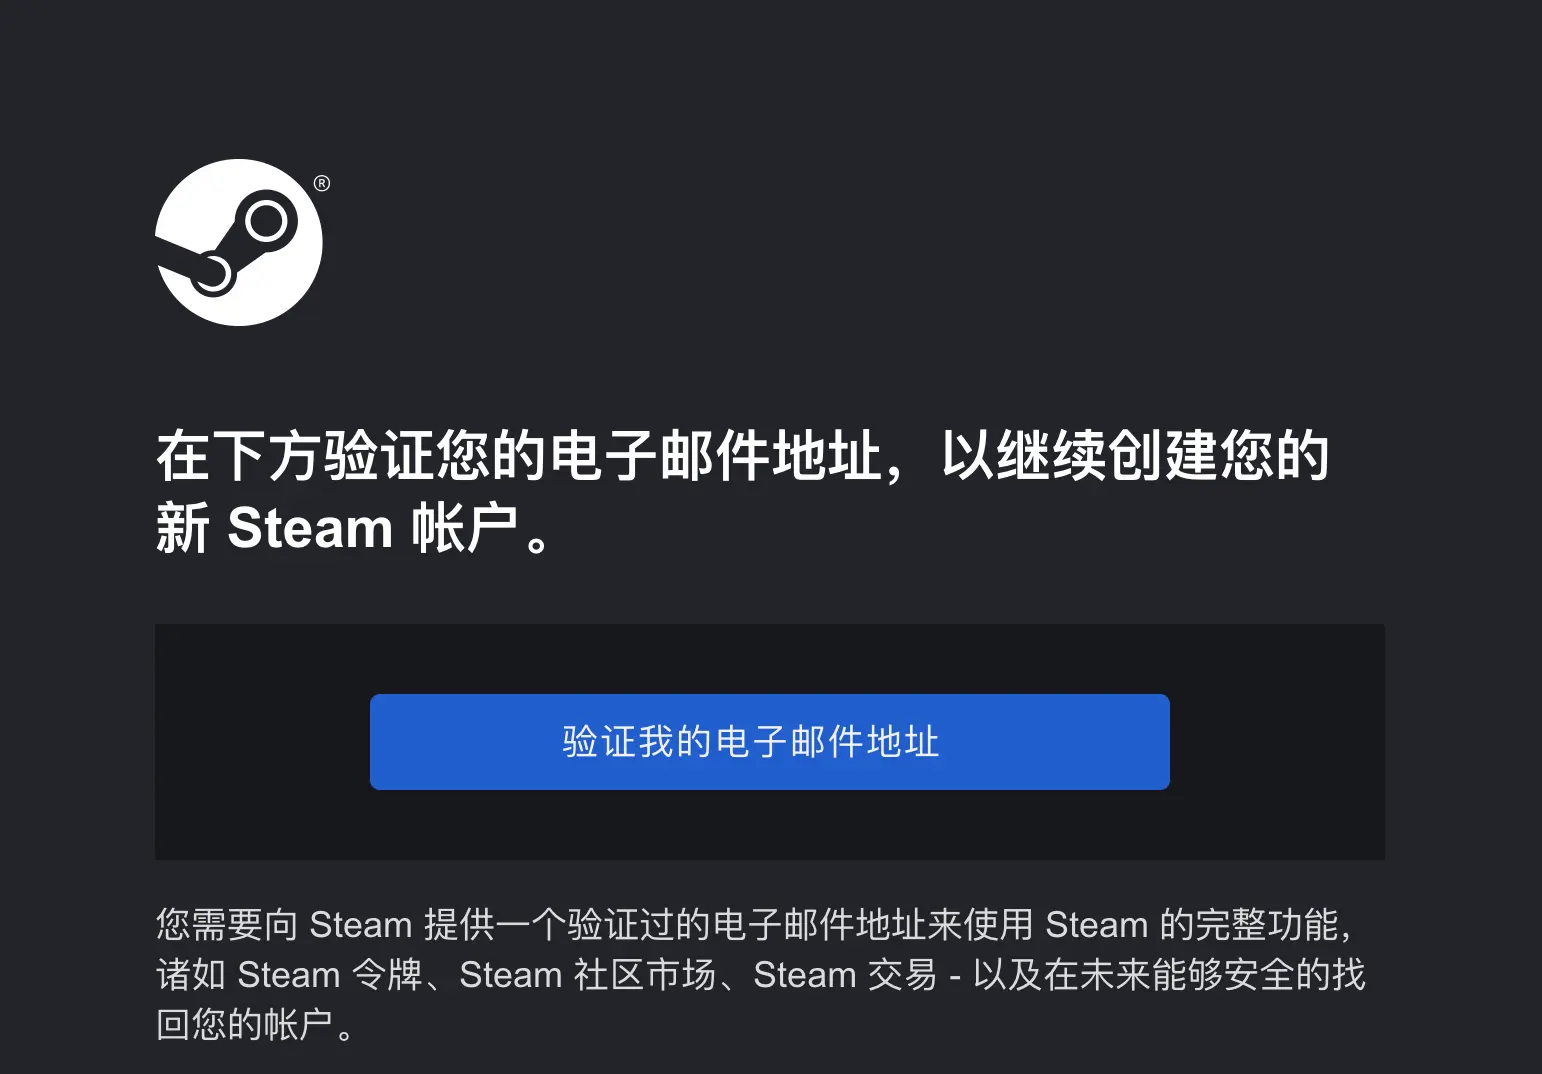 ®
在下方验证您的电子邮件地址，以继续创建您的
新 Steam 帐户。
验证我的电子邮件地址
您需要向 Steam 提供一个验证过的电子邮件地址来使用 Steam 的完整功能，
诸如 Steam 令牌、Steam 社区市场、Steam 交易 - 以及在未来能够安全的找
回您的帐户。